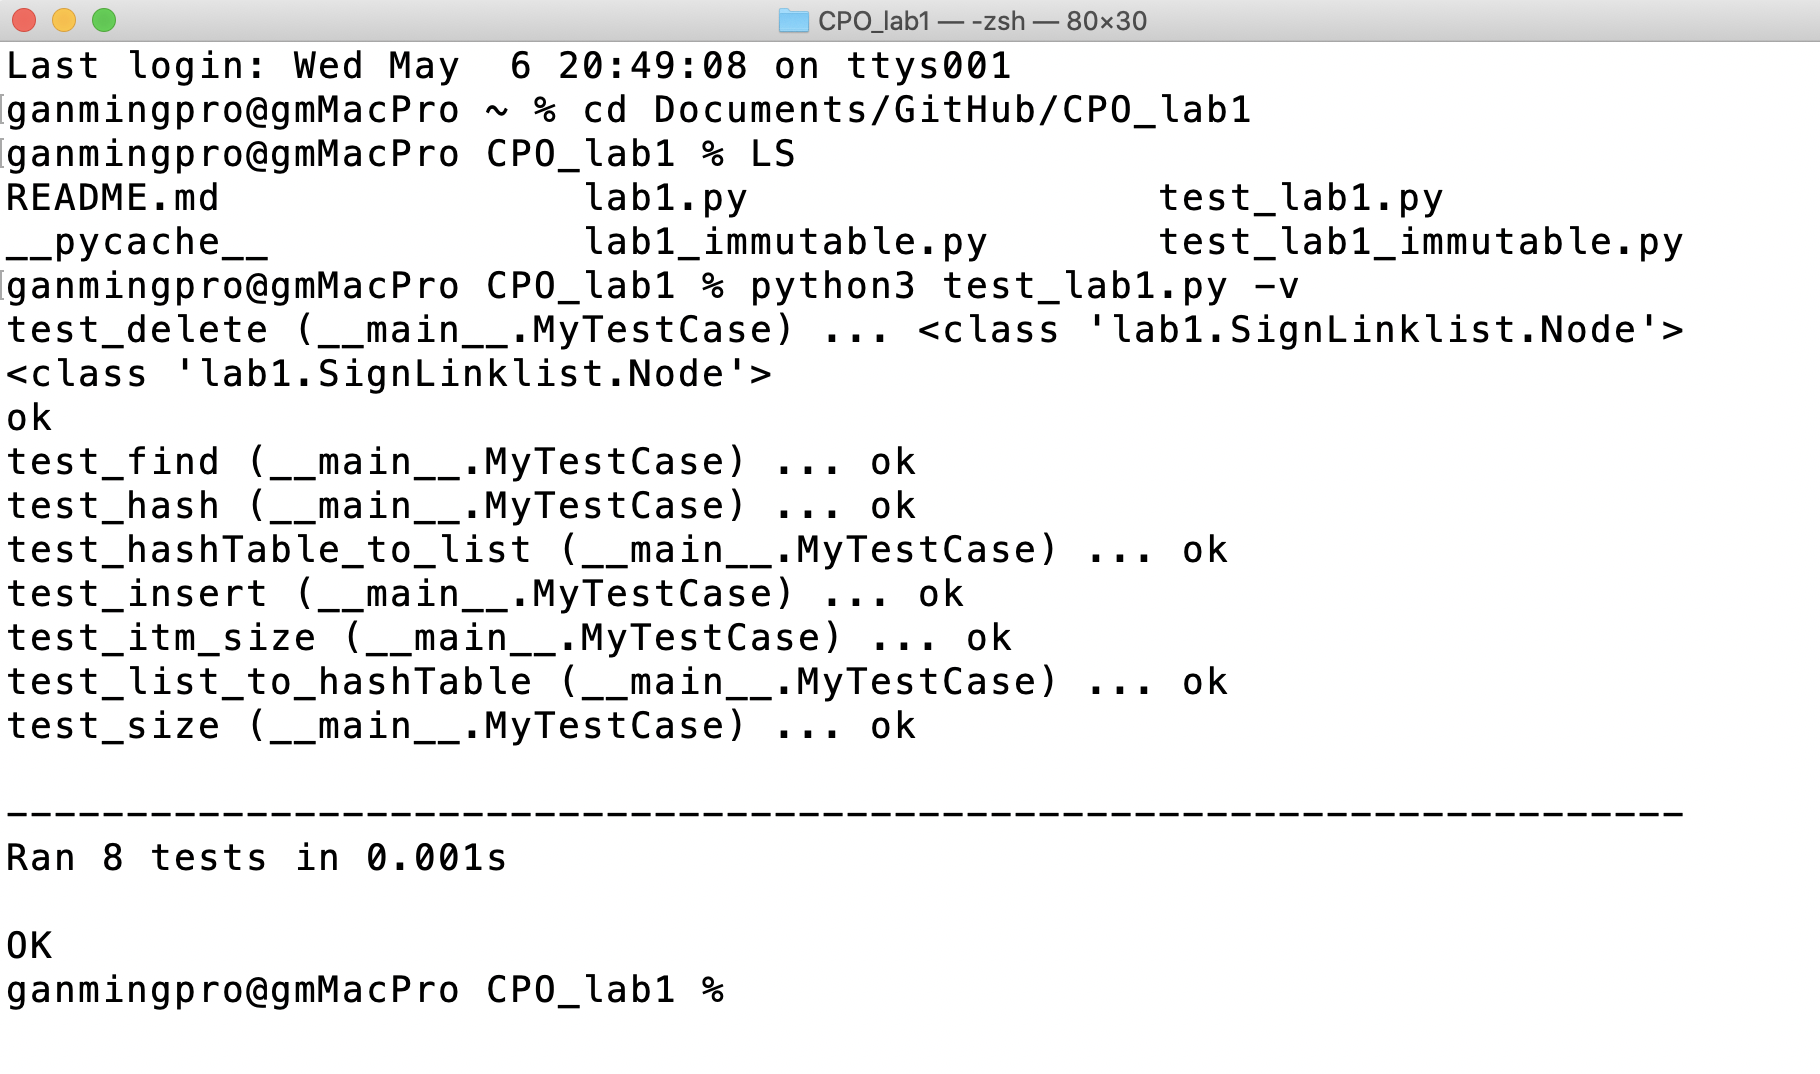 CPO_lab1 — -zsh — 80×30
Last login: Wed May  6 20:49:08 on ttys001
ganmingpro@gmMacPro ~ % cd Documents/GitHub/CPO_lab1
ganmingpro@gmMacPro CPO_lab1 % LS
README.md               lab1.py                 test_lab1.py
__pycache__             lab1_immutable.py       test_lab1_immutable.py
ganmingpro@gmMacPro CPO_lab1 % python3 test_lab1.py -v
test_delete (__main__.MyTestCase) ... <class 'lab1.SignLinklist.Node'>
<class 'lab1.SignLinklist.Node'>
ok
test_find (__main__.MyTestCase) ... ok
test_hash (__main__.MyTestCase) ... ok
test_hashTable_to_list (__main__.MyTestCase) ... ok
test_insert (__main__.MyTestCase) ... ok
test_itm_size (__main__.MyTestCase) ... ok
test_list_to_hashTable (__main__.MyTestCase) ... ok
test_size (__main__.MyTestCase) ... ok
----------------------------------------------------------------------
Ran 8 tests in 0.001s
OK
ganmingpro@gmMacPro CPO_lab1 %